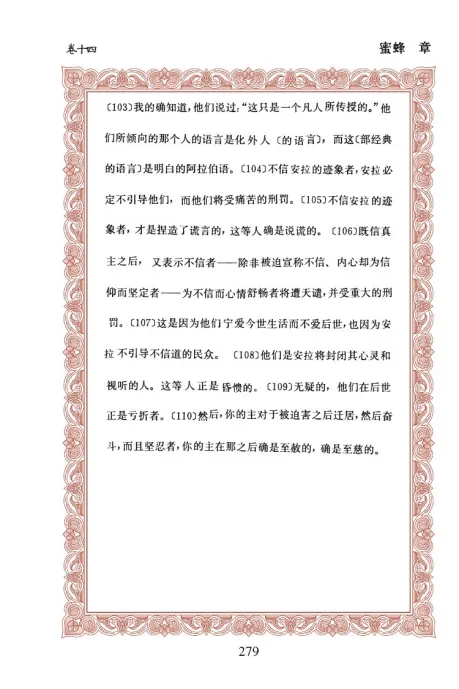 卷十四
蜜蜂 章
〔103〕我的确知道，他们说过：“这只是一个凡人所传授的。”他
们所倾向的那个人的语言是化外人〔的语言〕，而这〔部经典
的语言〕是明白的阿拉伯语。〔104〕不信安拉的迹象者，安拉必
定不引导他们，而他们将受痛苦的刑罚。〔105〕不信安拉的迹
象者，才是捏造了谎言的，这等人确是说谎的。〔106〕既信真
主之后，又表示不信者——除非被迫宣称不信、内心却为信
仰而坚定者——为不信而心情舒畅者将遭天谴，并受重大的刑
罚。〔107〕这是因为他们宁爱今世生活而不爱后世，也因为安
拉不引导不信道的民众。〔108〕他们是安拉将封闭其心灵和
视听的人。这等人正是昏愦的。〔109〕无疑的，他们在后世
正是亏折者。〔110〕然后，你的主对于被迫害之后迁居，然后奋
斗，而且坚忍者，你的主在那之后确是至赦的，确是至慈的。
279